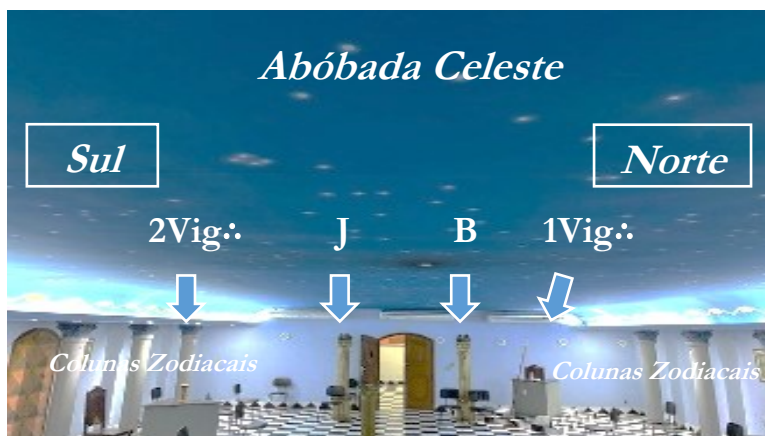 Abóbada Celeste
Sul
Norte
2Vig∴
J
B
1Vig∴
Colunas Zodiacais
Colunas Zodiacais